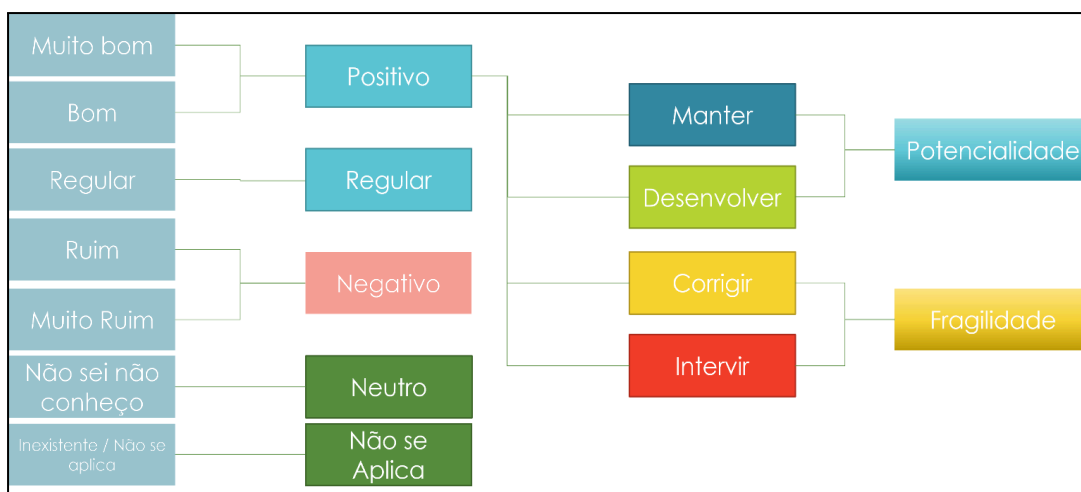 Muito bom
Bom
Regular
Ruim
Muito Ruim
Não sei não
conheço
Inexistente / Não se
aplica
Positivo
Regular
Negativo
Neutro
Não se
Aplica
Manter
Desenvolver
Corrigir
Intervir
Potencialidade
Fragilidade